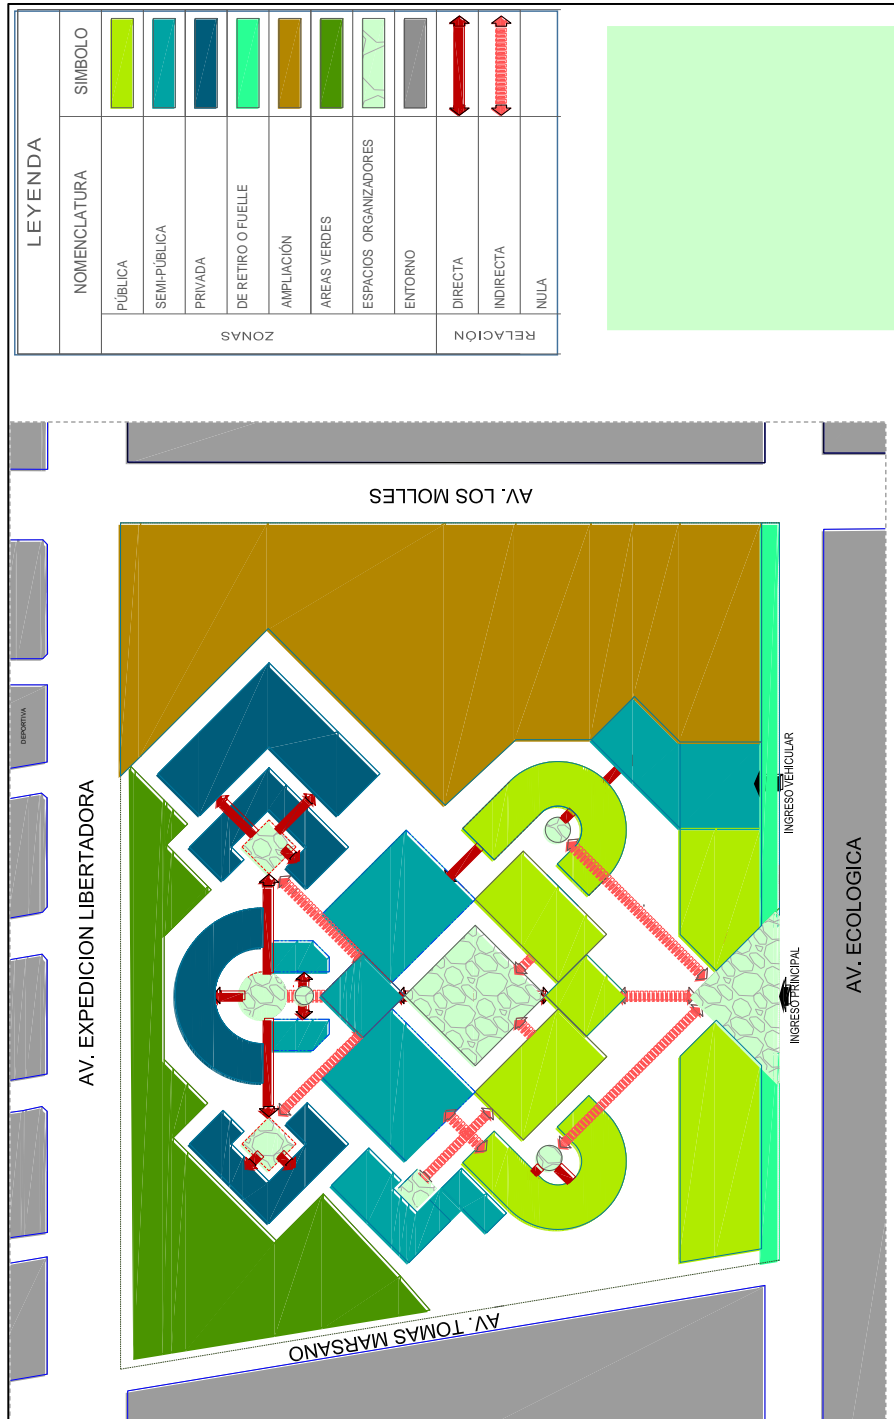 LEYENDA
NOMENCLATURA
SIMBOLO
ZONAS
PÚBLICA
SEMI-PÚBLICA
PRIVADA
DE RETIRO O FUELLE
AMPLIACIÓN
AREAS VERDES
ESPACIOS ORGANIZADORES
ENTORNO
RELACIÓN
DIRECTA
INDIRECTA
NULA
AV. LOS MOLLES
DEPORTIVA
AV. EXPEDICION LIBERTADORA
INGRESO VEHICULAR
AV. ECOLOGICA
INGRESO PRINCIPAL
AV. TOMAS MARSANO